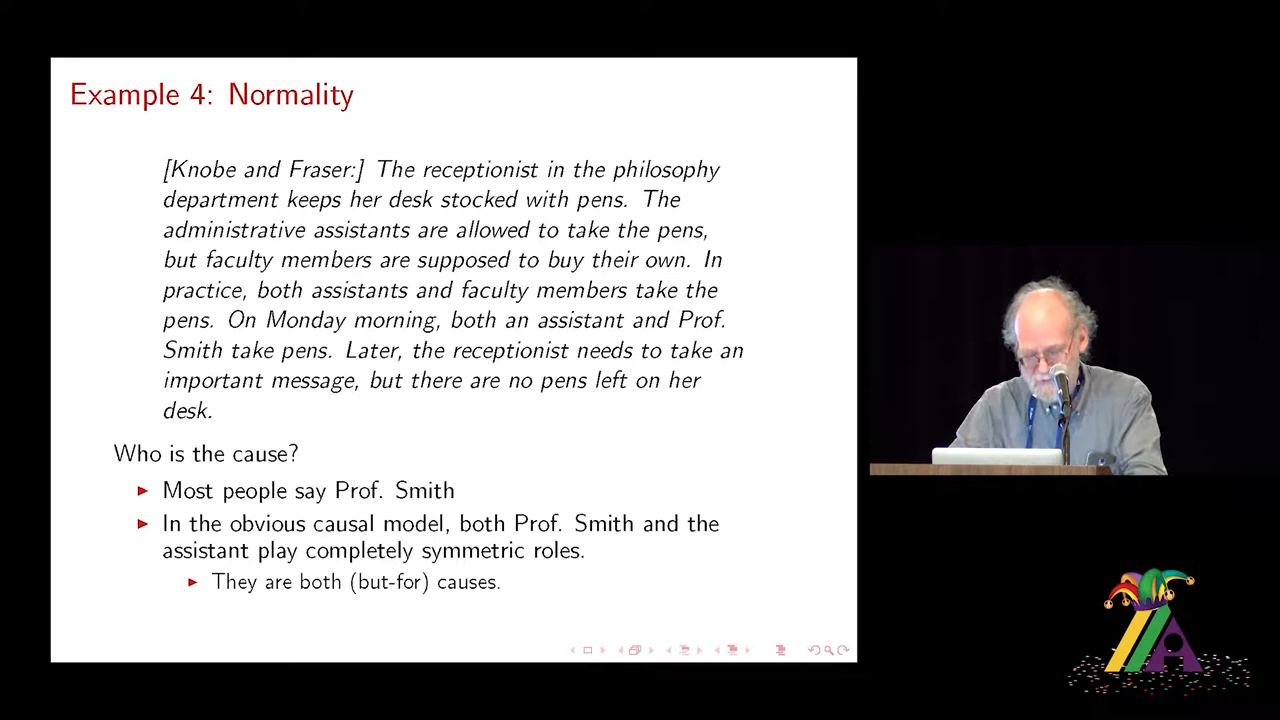 Example 4: Normality
[Knobe and Fraser:] The receptionist in the philosophy
department keeps her desk stocked with pens. The
administrative assistants are allowed to take the pens,
but faculty members are supposed to buy their own. In
practice, both assistants and faculty members take the
pens. On Monday morning, both an assistant and Prof.
Smith take pens. Later, the receptionist needs to take an
important message, but there are no pens left on her
desk.
Who is the cause?
Most people say Prof. Smith
In the obvious causal model, both Prof. Smith and the
assistant play completely symmetric roles.
They are both (but-for) causes.